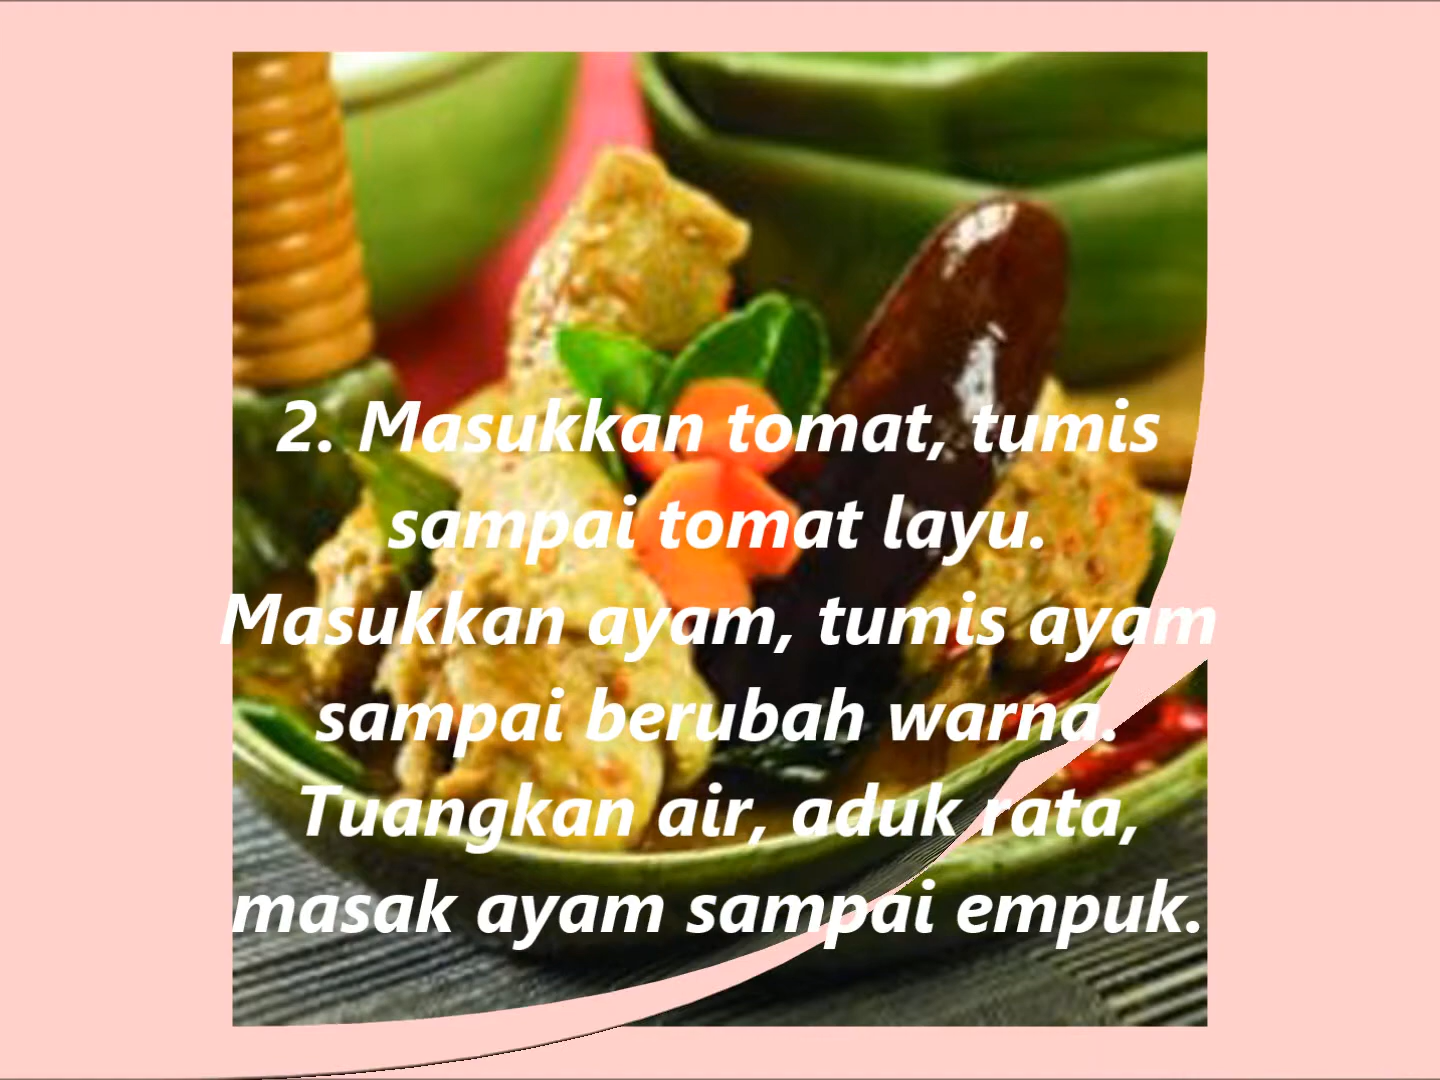 2. Masukkan tomat, tumis
sampai tomat layu.
Masukkan ayam, tumis ayam
sampai berubah warna.
Tuangkan air, aduk rata,
masak ayam sampai empuk.